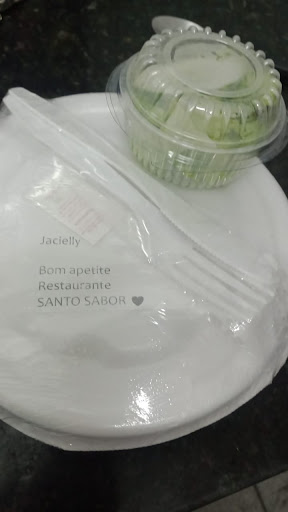 Jacielly
Bom apetite
Restaurante
SANTO SABOR ♥